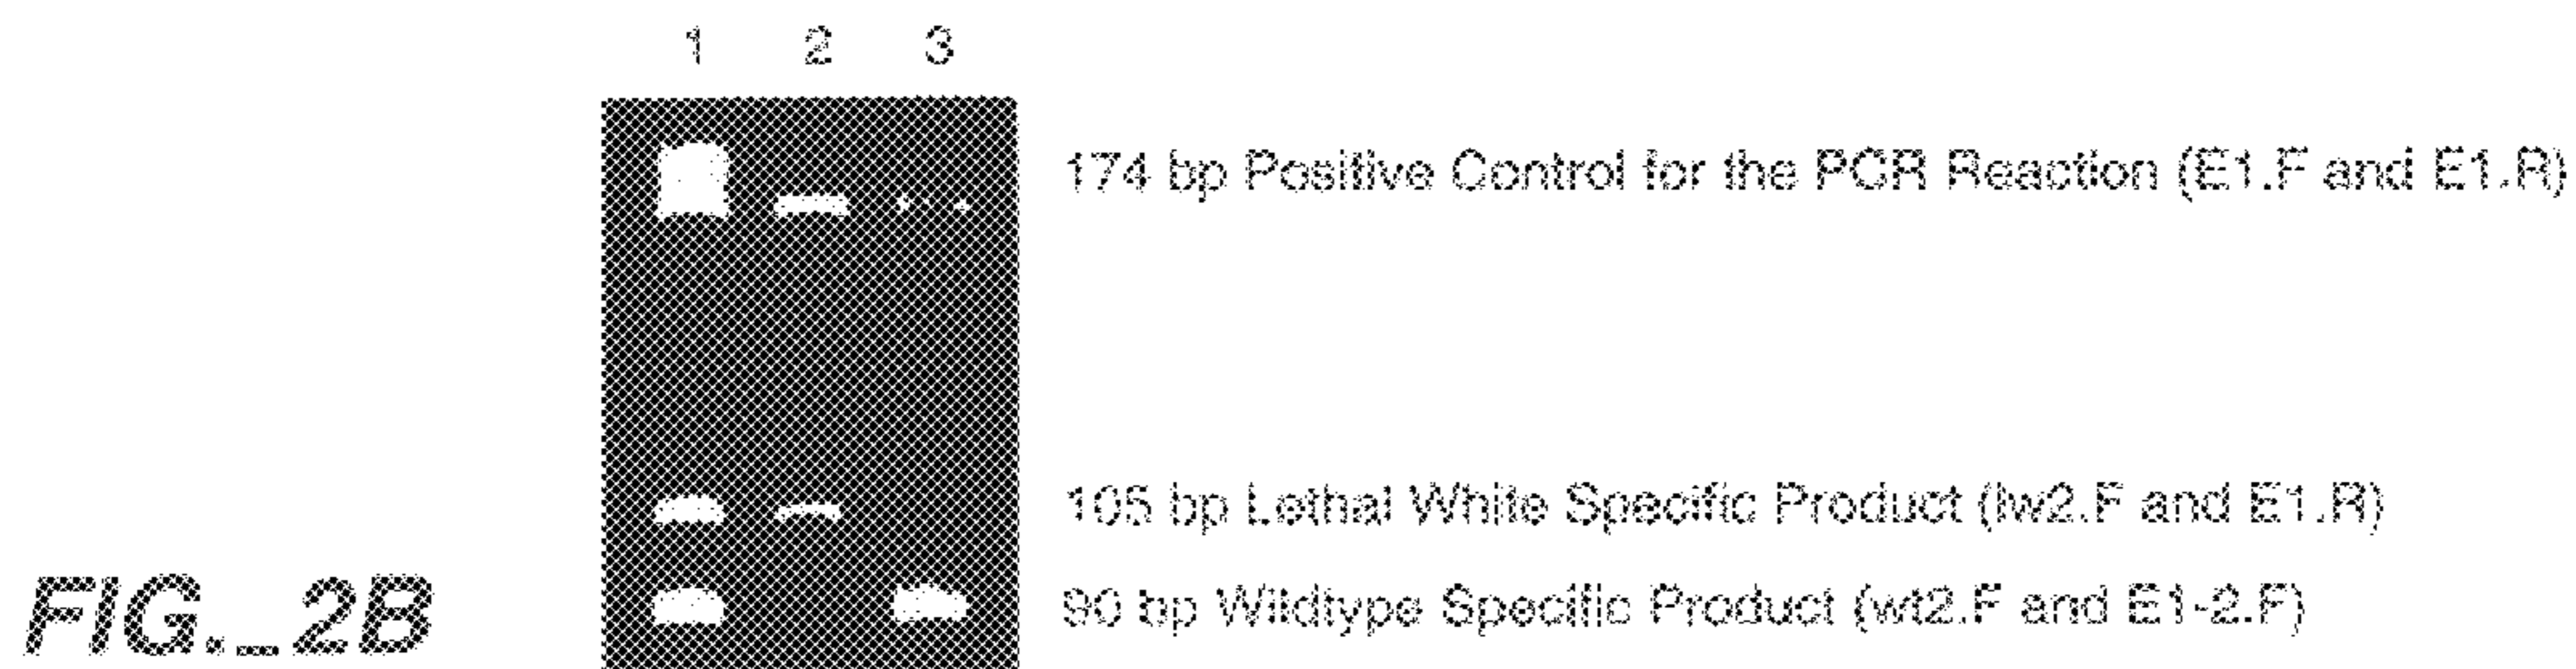 1 2 3
174 bp Positive Control for the PCR Reaction (E1.F and E1.R)
105 bp Lethal White Specific Product (lw2.F and E1.R)
90 bp Wildtype Specific Product (wt2.F and E1-2.F)
FIG._2B